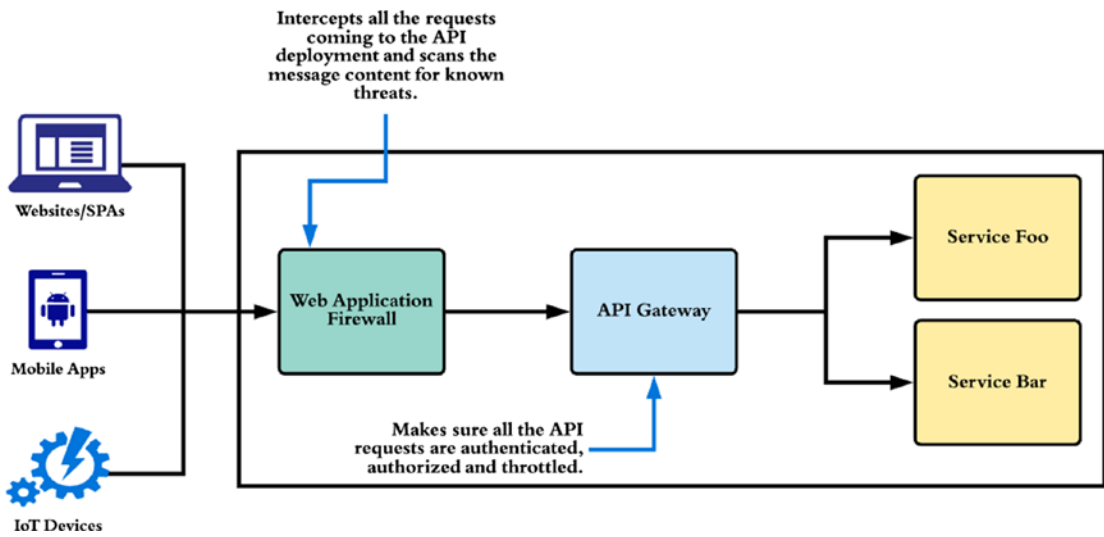 Intercepts all the requests
coming to the API
deployment and scans the
message content for known
threats.
Websites/SPAs
Mobile Apps
IoT Devices
Web Application
Firewall
API Gateway
Service Foo
Service Bar
Makes sure all the API
requests are authenticated,
authorized and throttled.